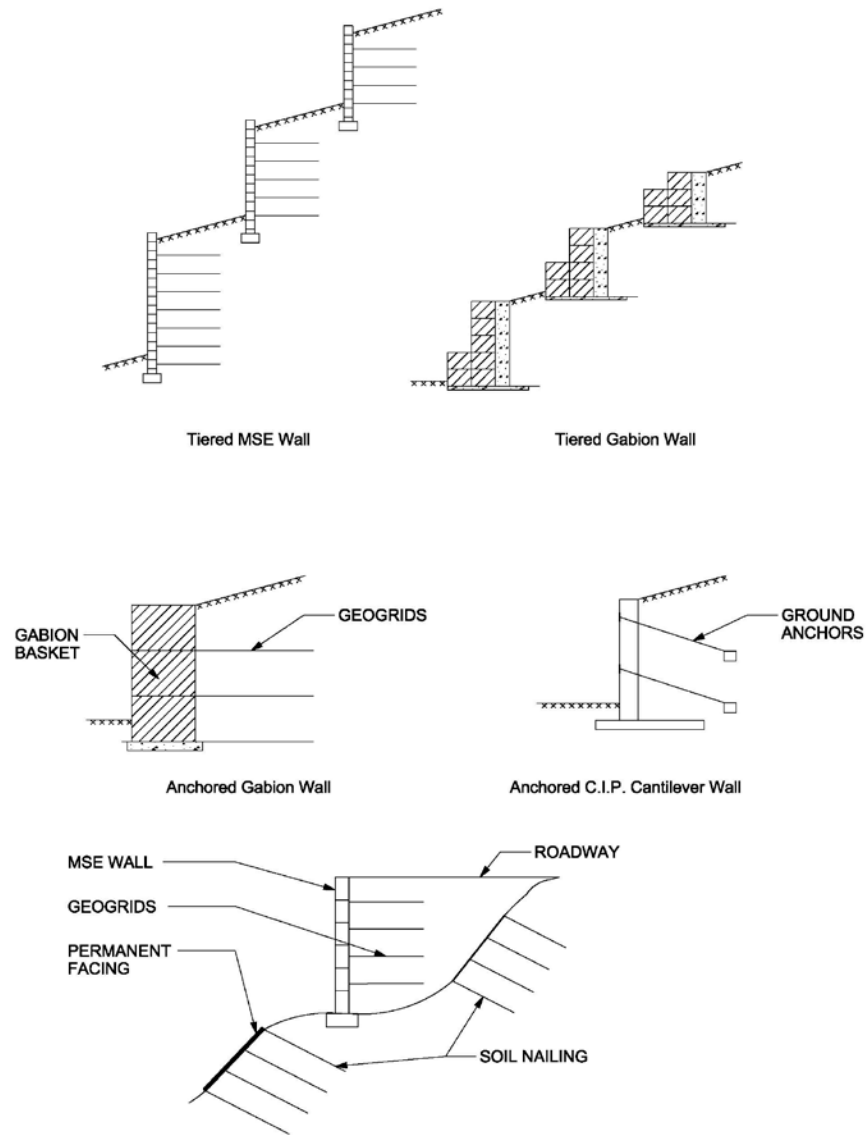 Tiered MSE Wall
Tiered Gabion Wall
GABION
BASKET
GEOGRIDS
GROUND
ANCHORS
Anchored Gabion Wall
Anchored C.I.P. Cantilever Wall
MSE WALL
ROADWAY
GEOGRIDS
PERMANENT
FACING
SOIL NAILING